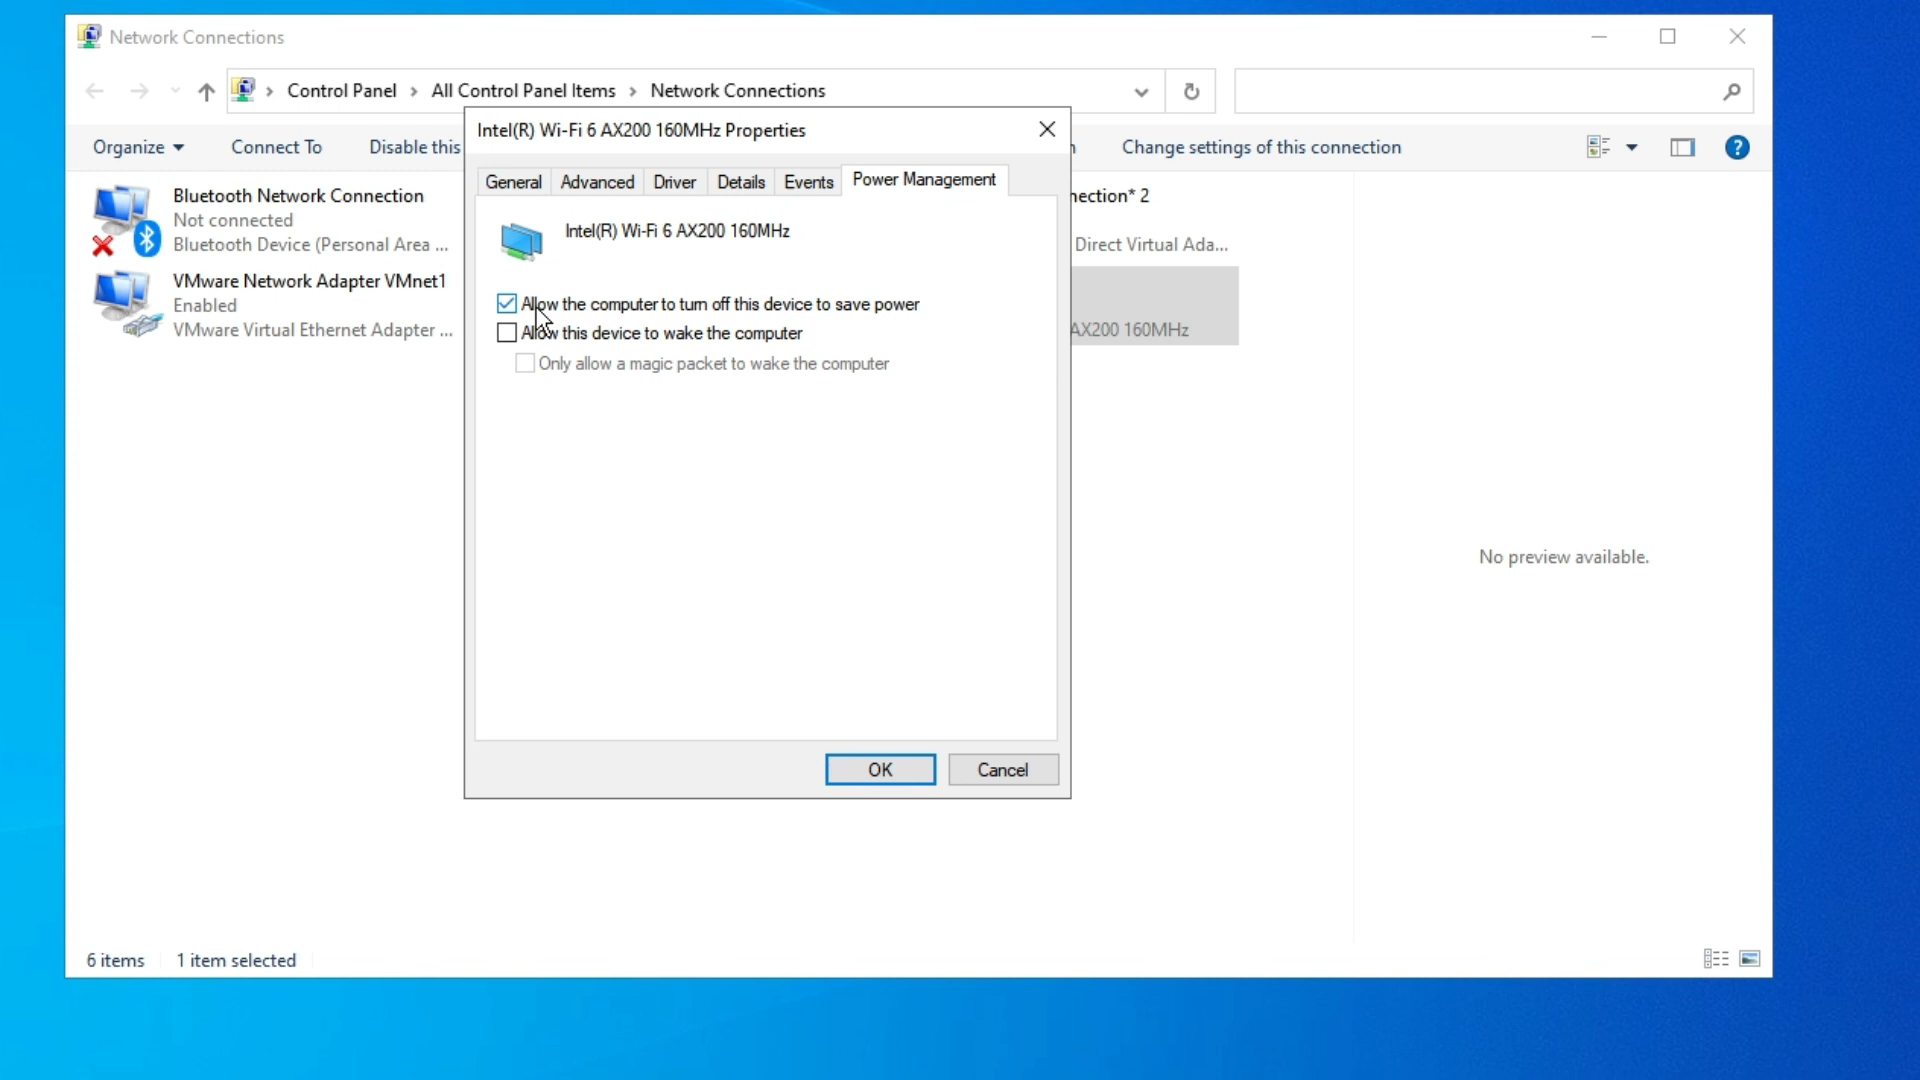 Network Connections
Control Panel > All Control Panel Items > Network Connections
Organize Connect To Disable this Change settings of this connection
Intel(R) Wi-Fi 6 AX200 160MHz Properties
General Advanced Driver Details Events Power Management
Intel(R) Wi-Fi 6 AX200 160MHz
Allow the computer to turn off this device to save power
Allow this device to wake the computer
Only allow a magic packet to wake the computer
OK Cancel
Bluetooth Network Connection
Not connected
Bluetooth Device (Personal Area ...
VMware Network Adapter VMnet1
Enabled
VMware Virtual Ethernet Adapter ...
nection* 2
Direct Virtual Ada...
AX200 160MHz
No preview available.
6 items 1 item selected